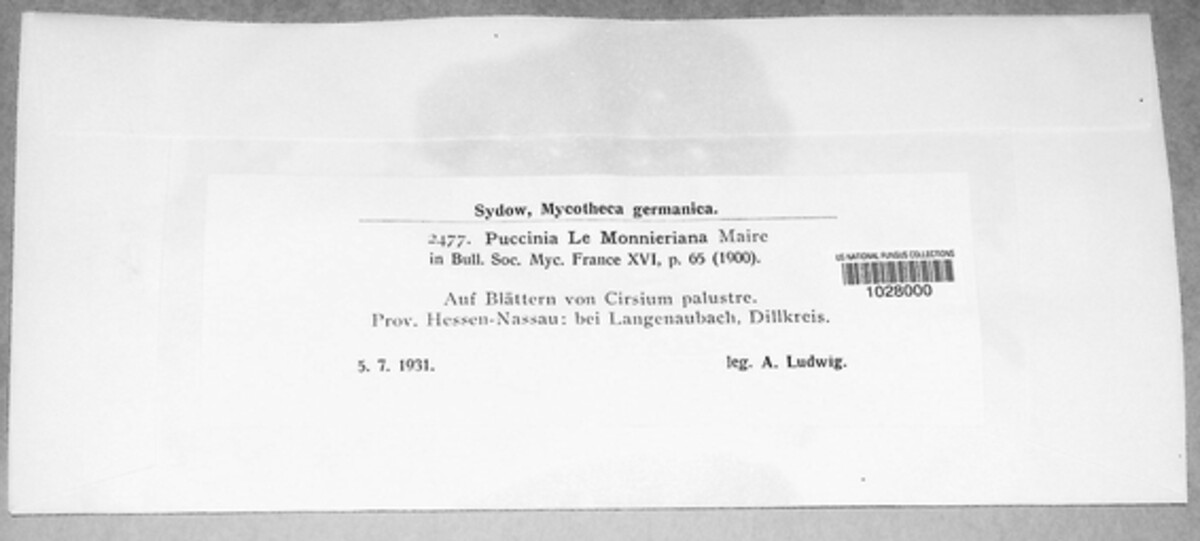 Sydow, Mycotheca germanica.
2477. Puccinia Le Monnieriana Maire
in Bull. Soc. Myc. France XVI, p. 65 (1900).
US NATIONAL FUNGUS COLLECTIONS
1028000
Auf Blättern von Cirsium palustre.
Prov. Hessen-Nassau: bei Langenaubach, Dillkreis.
5. 7. 1931.
leg. A. Ludwig.